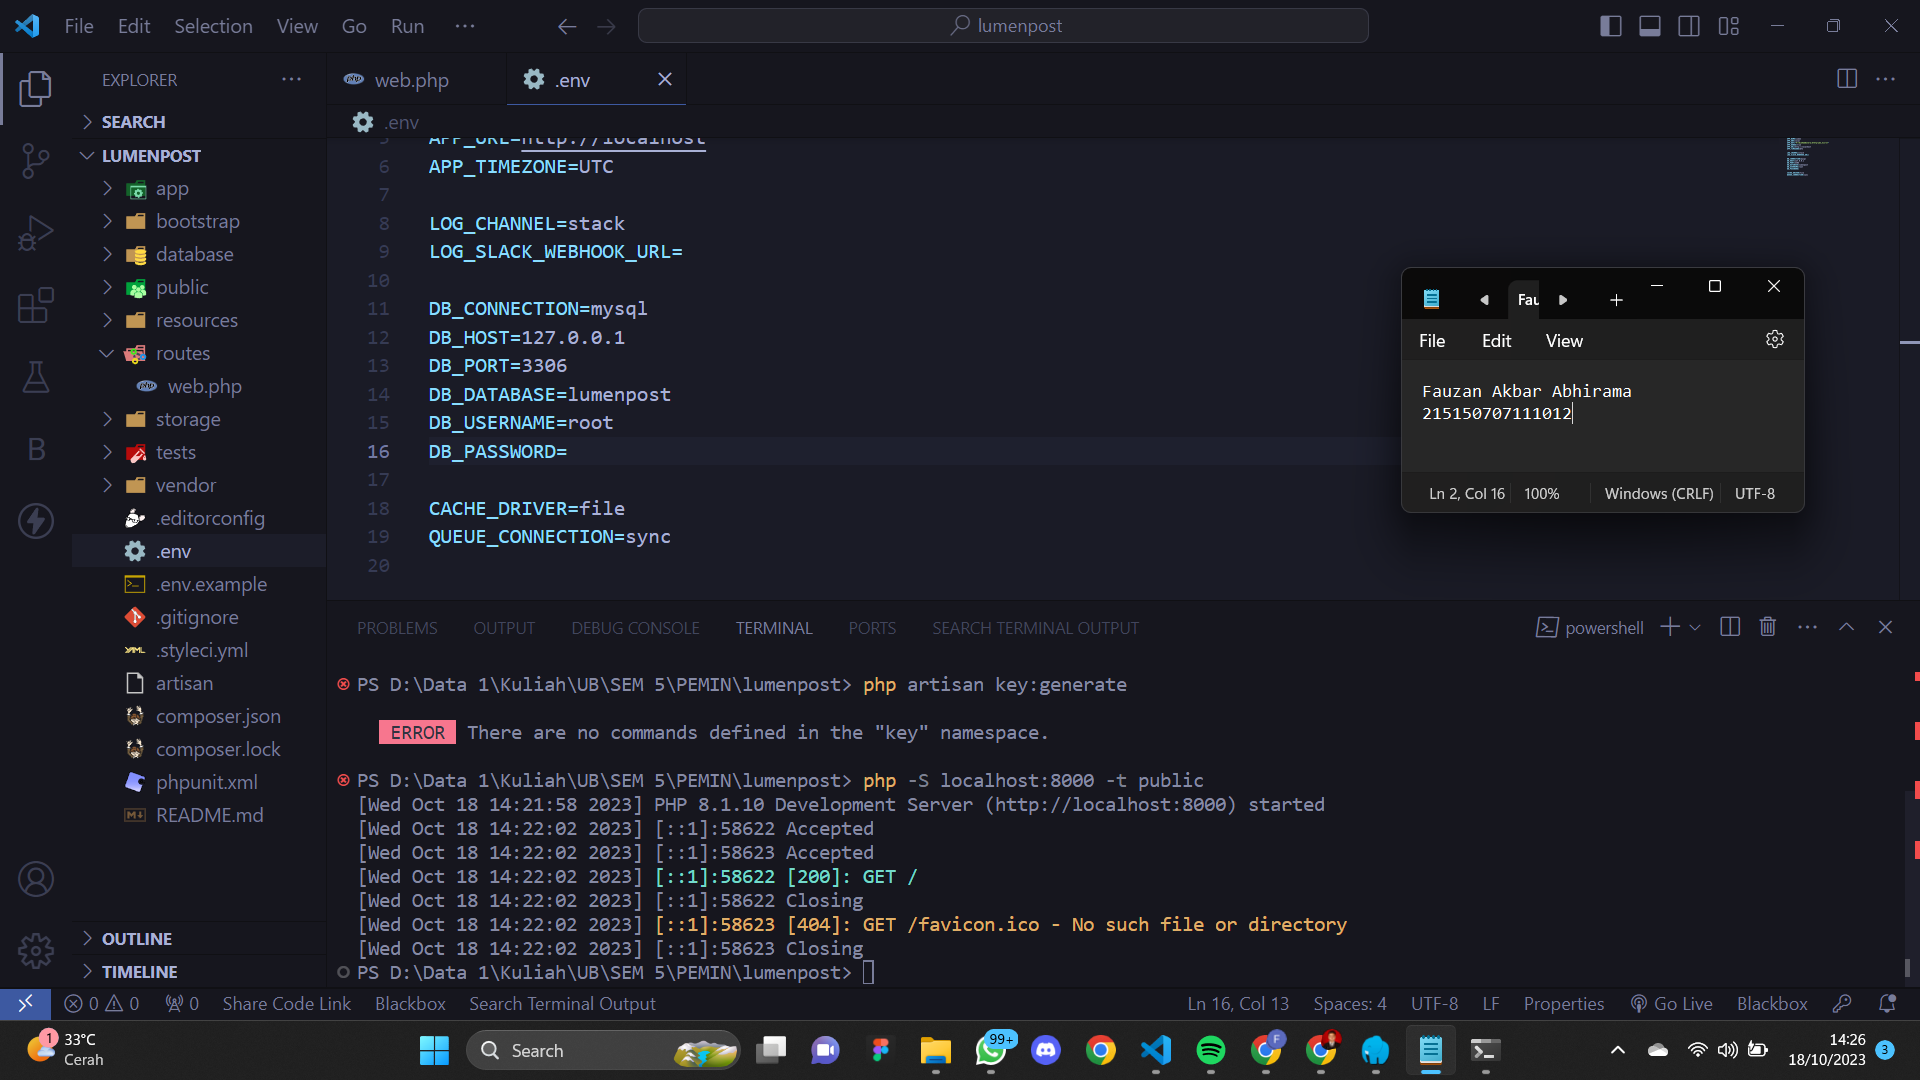 File Edit Selection View Go Run ···
lumenpost
EXPLORER ···
SEARCH
LUMENPOST
app
bootstrap
database
public
resources
routes
web.php
storage
tests
vendor
.editorconfig
.env
.env.example
.gitignore
.styleci.yml
artisan
composer.json
composer.lock
phpunit.xml
README.md
OUTLINE
TIMELINE
web.php
.env
.env
5 APP_URL=http://localhost
6 APP_TIMEZONE=UTC
7
8 LOG_CHANNEL=stack
9 LOG_SLACK_WEBHOOK_URL=
10
11 DB_CONNECTION=mysql
12 DB_HOST=127.0.0.1
13 DB_PORT=3306
14 DB_DATABASE=lumenpost
15 DB_USERNAME=root
16 DB_PASSWORD=
17
18 CACHE_DRIVER=file
19 QUEUE_CONNECTION=sync
20
Fau
File Edit View
Fauzan Akbar Abhirama
215150707111012
Ln 2, Col 16 100% Windows (CRLF) UTF-8
PROBLEMS OUTPUT DEBUG CONSOLE TERMINAL PORTS SEARCH TERMINAL OUTPUT
powershell
PS D:\Data 1\Kuliah\UB\SEM 5\PEMIN\lumenpost> php artisan key:generate
ERROR There are no commands defined in the "key" namespace.
PS D:\Data 1\Kuliah\UB\SEM 5\PEMIN\lumenpost> php -S localhost:8000 -t public
[Wed Oct 18 14:21:58 2023] PHP 8.1.10 Development Server (http://localhost:8000) started
[Wed Oct 18 14:22:02 2023] [::1]:58622 Accepted
[Wed Oct 18 14:22:02 2023] [::1]:58623 Accepted
[Wed Oct 18 14:22:02 2023] [::1]:58622 [200]: GET /
[Wed Oct 18 14:22:02 2023] [::1]:58622 Closing
[Wed Oct 18 14:22:02 2023] [::1]:58623 [404]: GET /favicon.ico - No such file or directory
[Wed Oct 18 14:22:02 2023] [::1]:58623 Closing
PS D:\Data 1\Kuliah\UB\SEM 5\PEMIN\lumenpost>
0 0 0 Share Code Link Blackbox Search Terminal Output
Ln 16, Col 13 Spaces: 4 UTF-8 LF Properties Go Live Blackbox
1 33°C
Cerah
Search
99+
F
14:26
18/10/2023
3